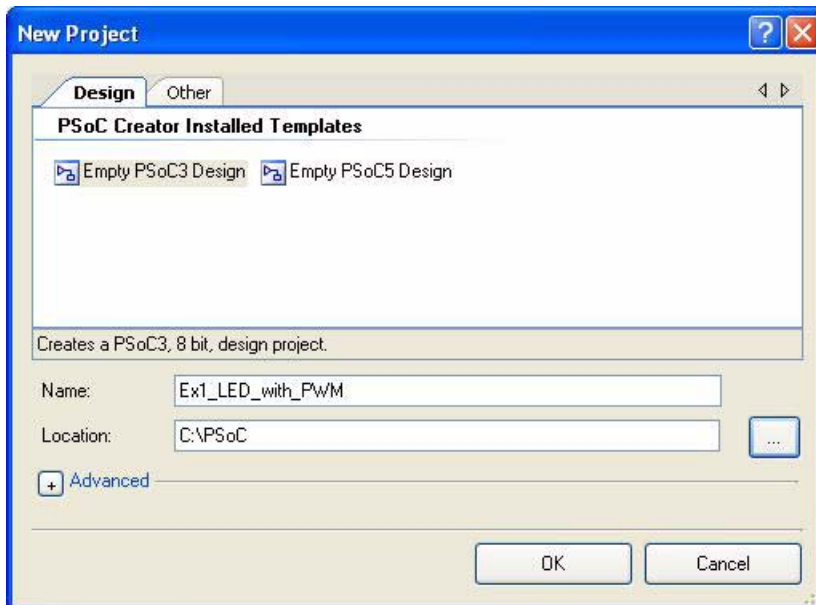 New Project
Design Other
PSoC Creator Installed Templates
Empty PSoC3 Design Empty PSoC5 Design
Creates a PSoC3, 8 bit, design project.
Name: Ex1_LED_with_PWM
Location: C:\PSoC ...
+ Advanced
OK Cancel